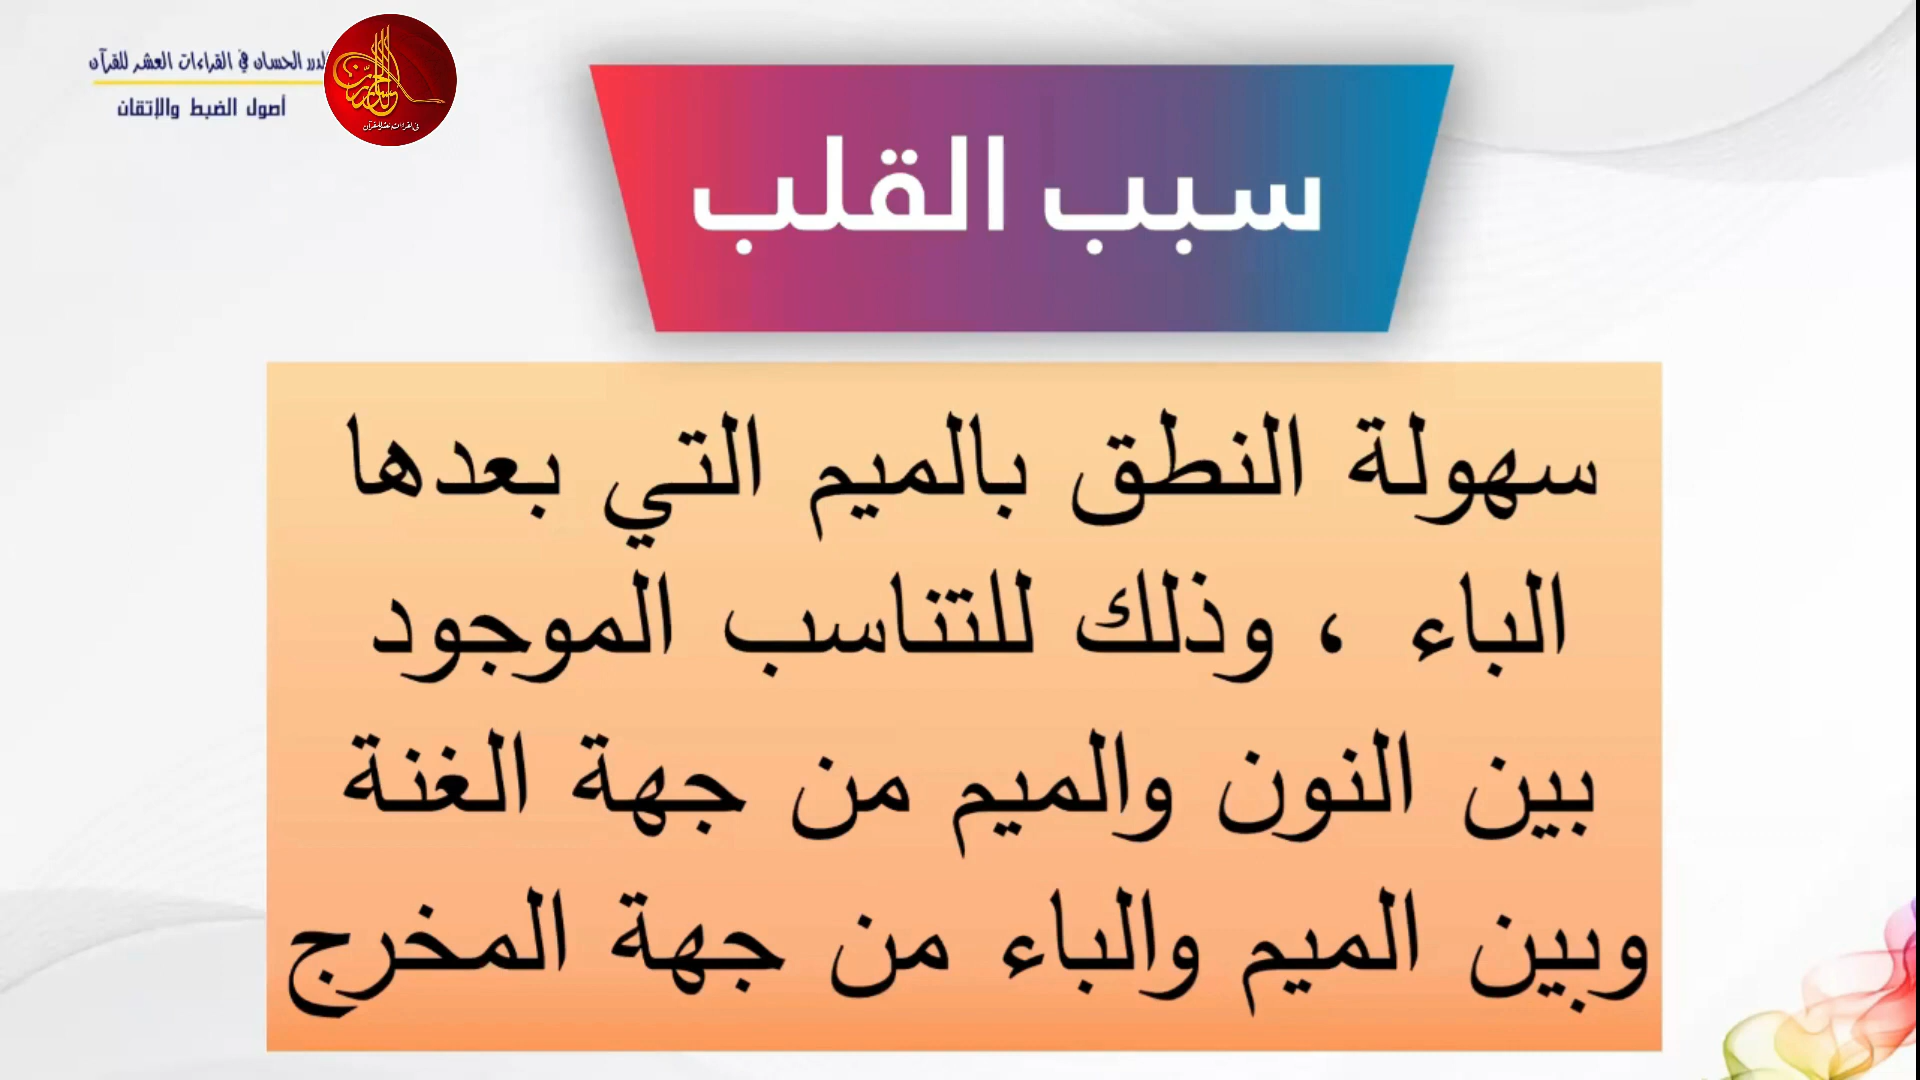 الدرر الحسان في القراءات العشر للقرآن
أصول الضبط والإتقان
سبب القلب
سهولة النطق بالميم التي بعدها
الباء ، وذلك للتناسب الموجود
بين النون والميم من جهة الغنة
وبين الميم والباء من جهة المخرج